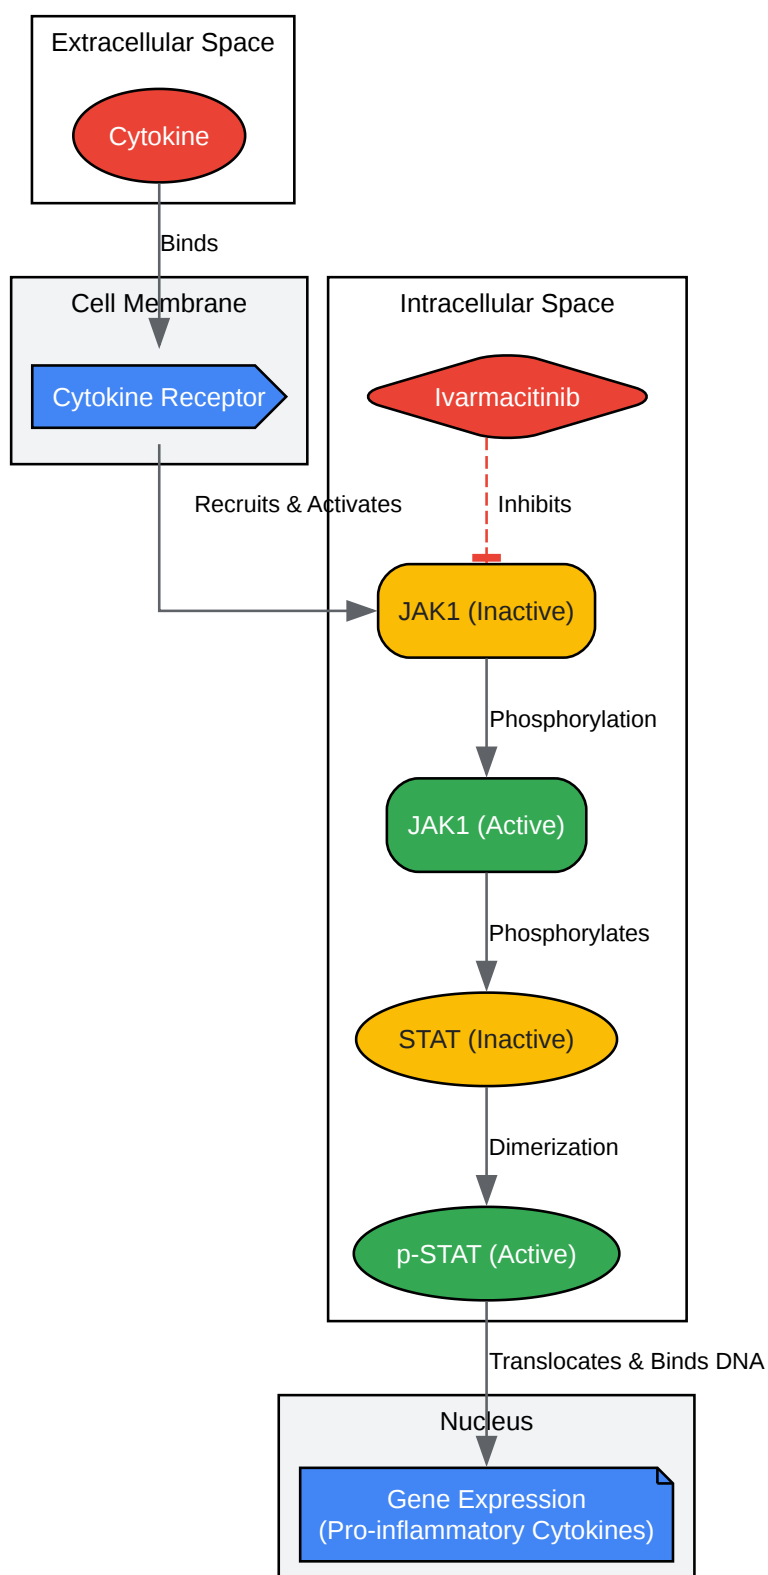 Extracellular Space
Cytokine
Binds
Cell Membrane
Intracellular Space
Cytokine Receptor
Ivarmacitinib
Recruits & Activates
Inhibits
JAK1 (Inactive)
Phosphorylation
JAK1 (Active)
Phosphorylates
STAT (Inactive)
Dimerization
p-STAT (Active)
Translocates & Binds DNA
Nucleus
Gene Expression
(Pro-inflammatory Cytokines)